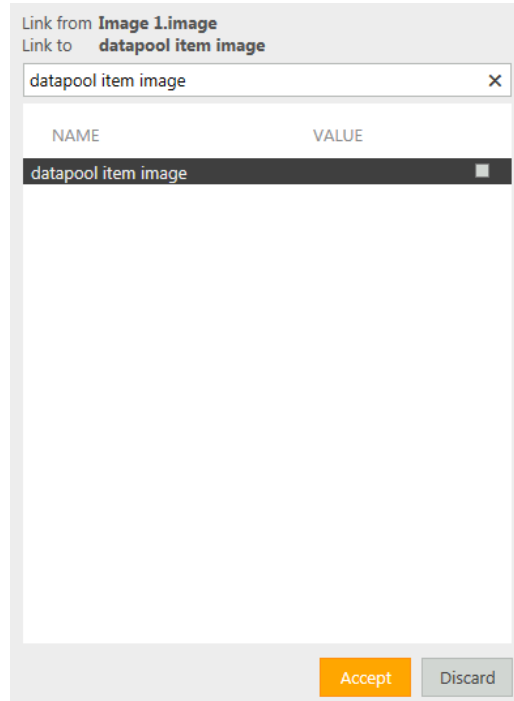 Link from Image 1.image
Link to datapool item image
datapool item image
NAME VALUE
datapool item image
Accept Discard